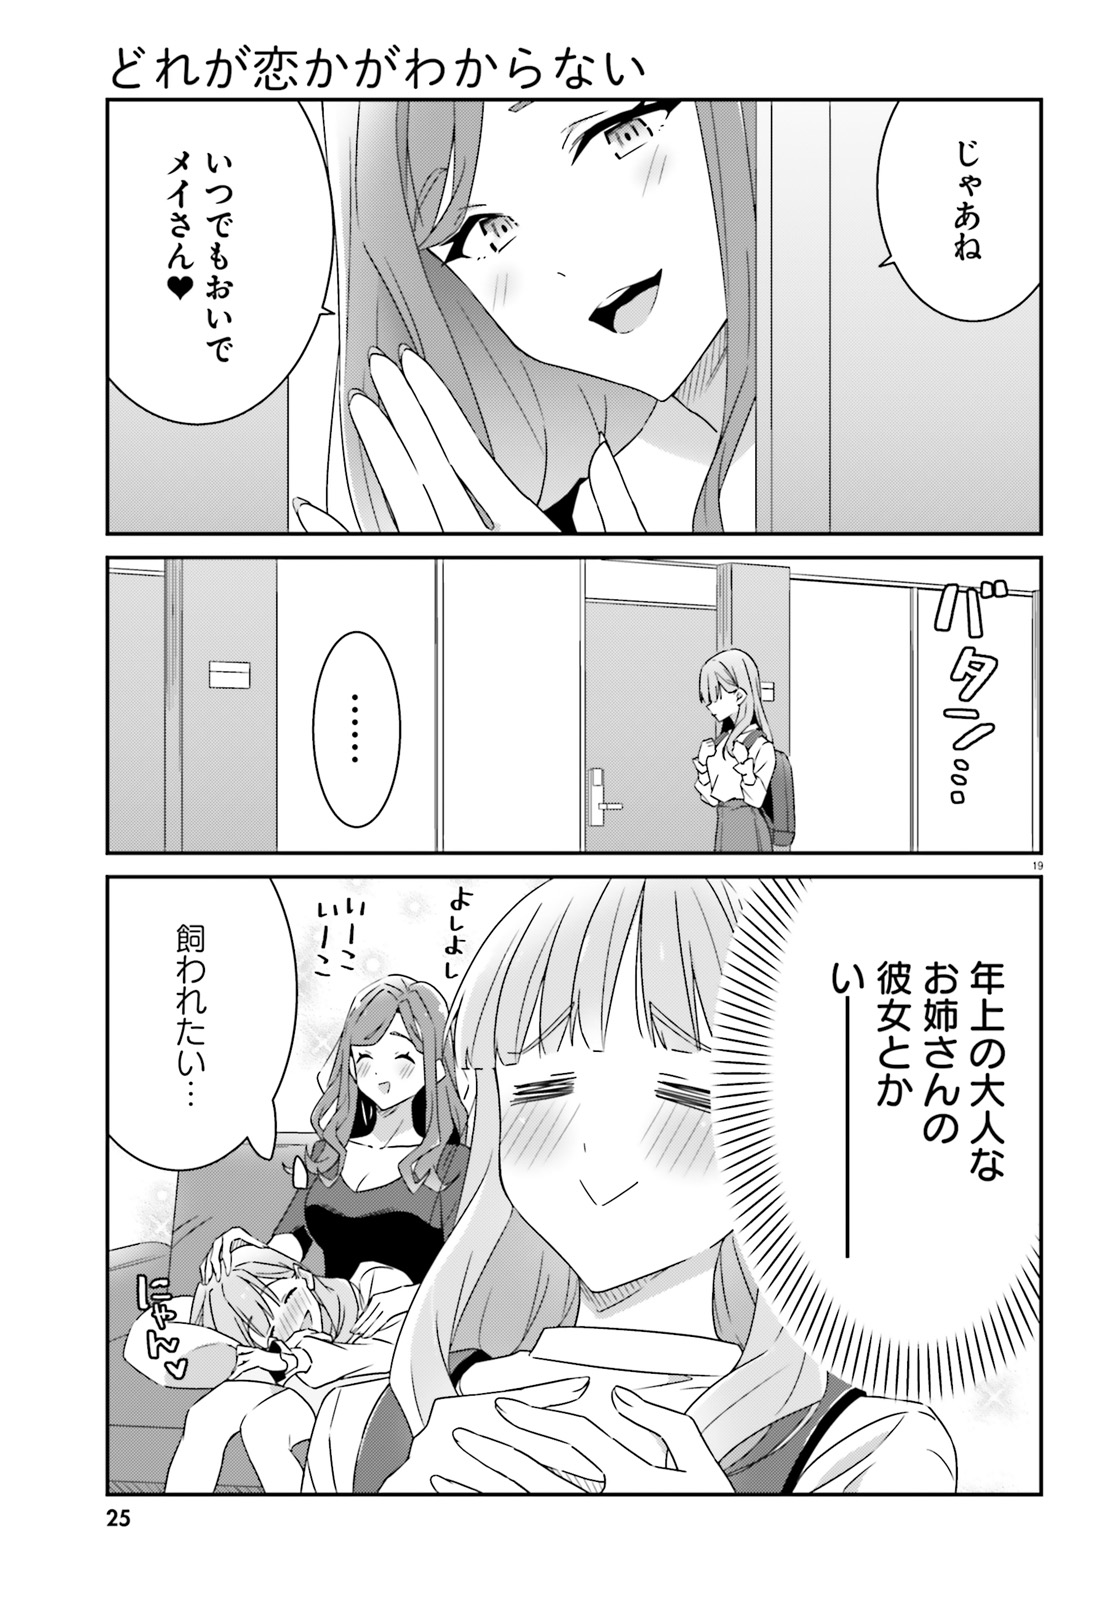 どれが恋かがわからない
じゃあね
いつでもおいで
メイさん♥
バタン…
………
19
年上の大人な
お姉さんの
彼女とか
いーーー
よしよし
いーこ
いーこ
飼われたい…
にゃん♡
25